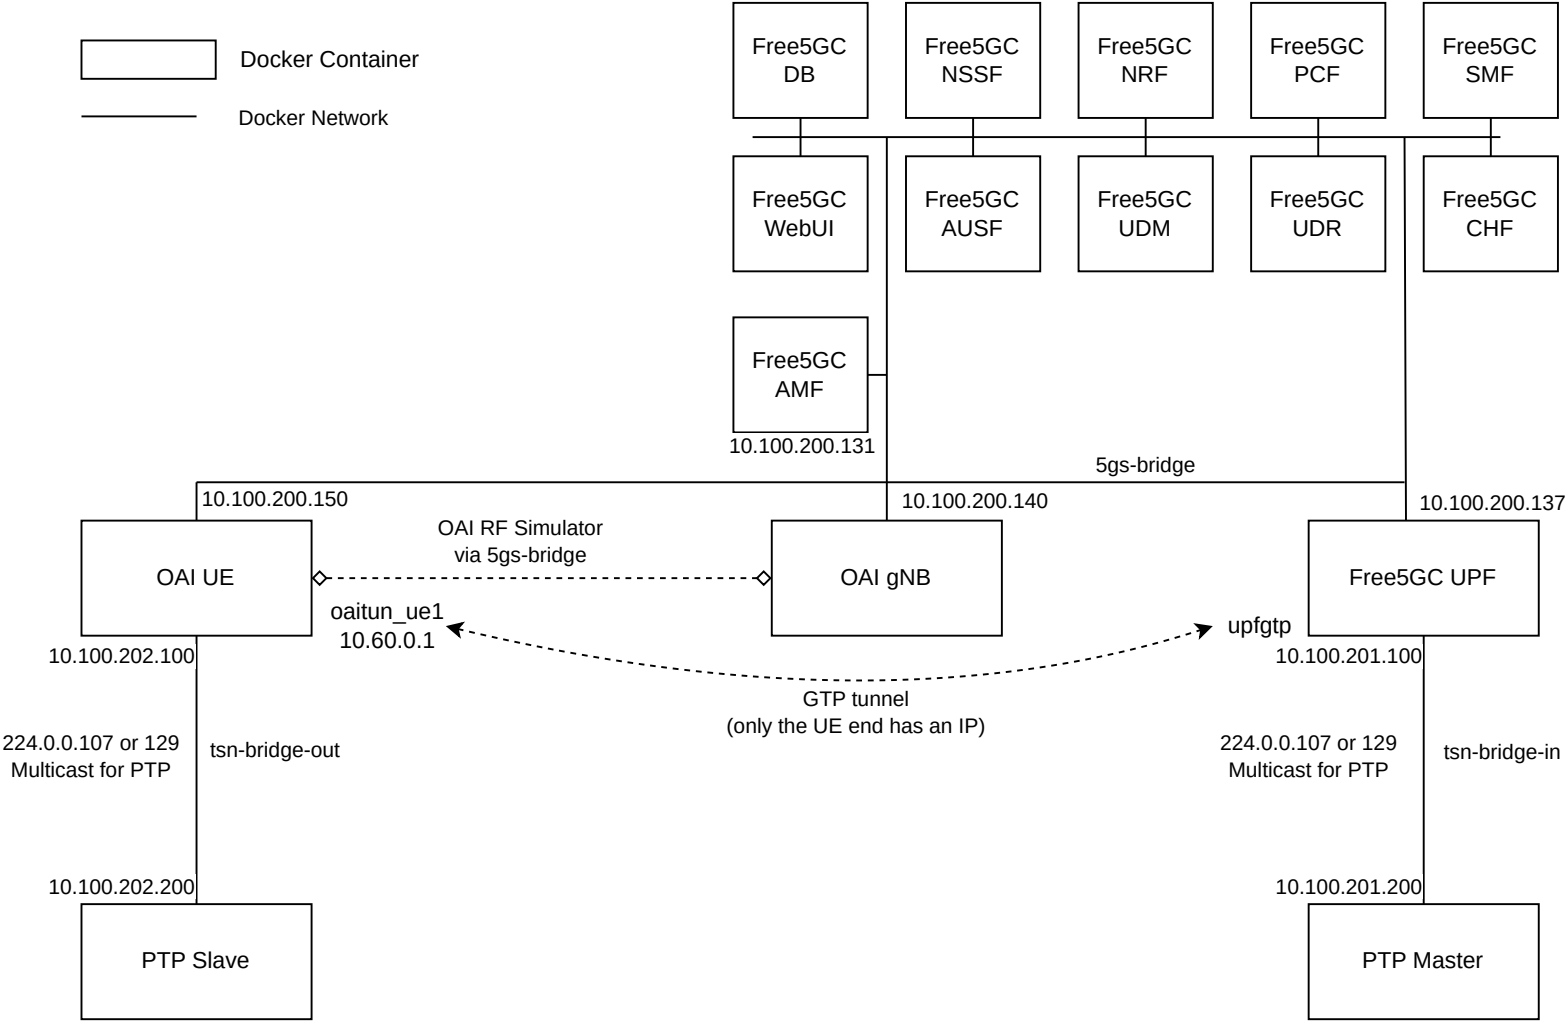 Docker Container
Docker Network
Free5GC
DB
Free5GC
NSSF
Free5GC
NRF
Free5GC
PCF
Free5GC
SMF
Free5GC
WebUI
Free5GC
AUSF
Free5GC
UDM
Free5GC
UDR
Free5GC
CHF
Free5GC
AMF
10.100.200.131
5gs-bridge
10.100.200.150
10.100.200.140
10.100.200.137
OAI RF Simulator
via 5gs-bridge
OAI UE
OAI gNB
Free5GC UPF
oaitun_ue1
10.60.0.1
upfgtp
10.100.202.100
10.100.201.100
GTP tunnel
(only the UE end has an IP)
224.0.0.107 or 129
Multicast for PTP
tsn-bridge-out
224.0.0.107 or 129
Multicast for PTP
tsn-bridge-in
10.100.202.200
10.100.201.200
PTP Slave
PTP Master